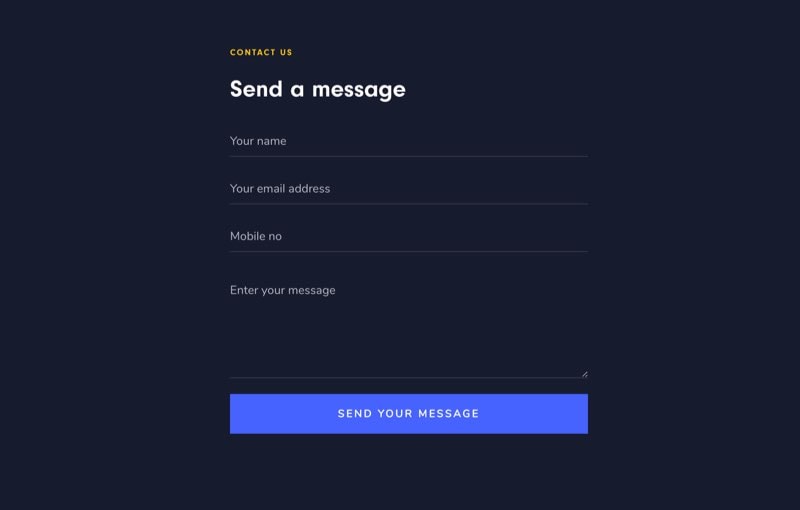 CONTACT US
Send a message
Your name
Your email address
Mobile no
Enter your message
SEND YOUR MESSAGE